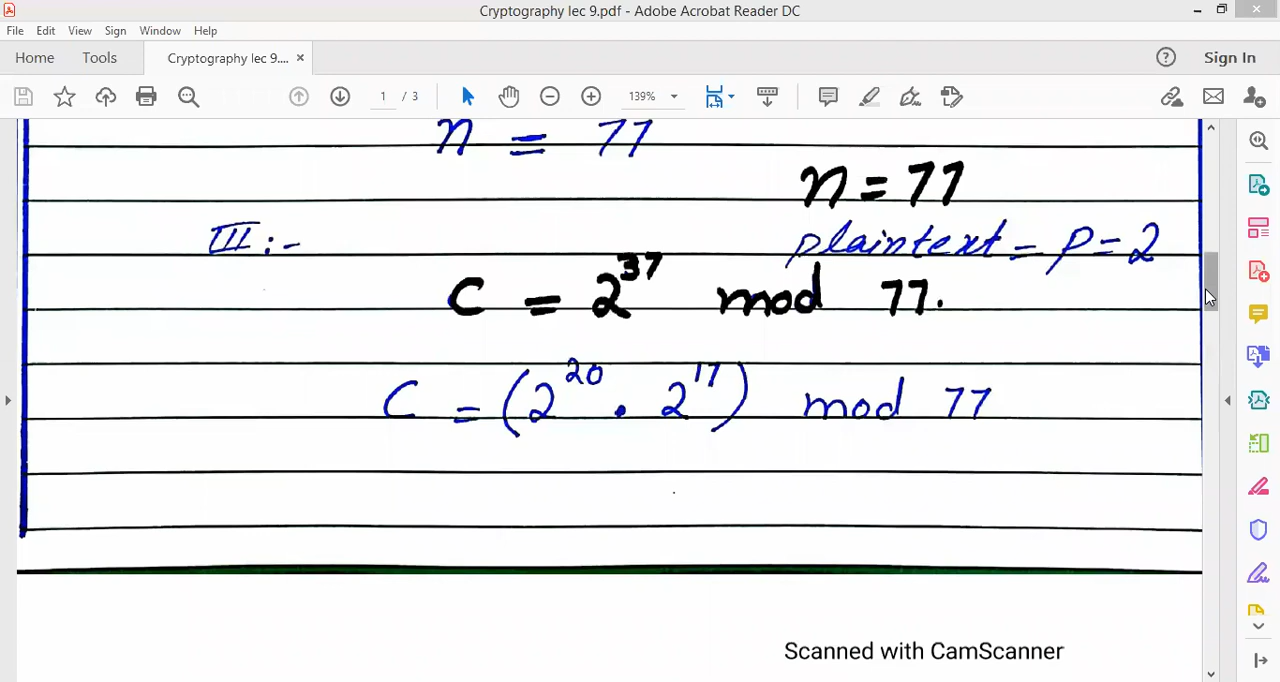 Cryptography lec 9.pdf - Adobe Acrobat Reader DC
File Edit View Sign Window Help
Home Tools Cryptography lec 9.... × Sign In
1 / 3 139%
n = 77
n = 77
III :- plaintext = P = 2
C = 2^37 mod 77.
C = (2^20 . 2^17) mod 77
Scanned with CamScanner